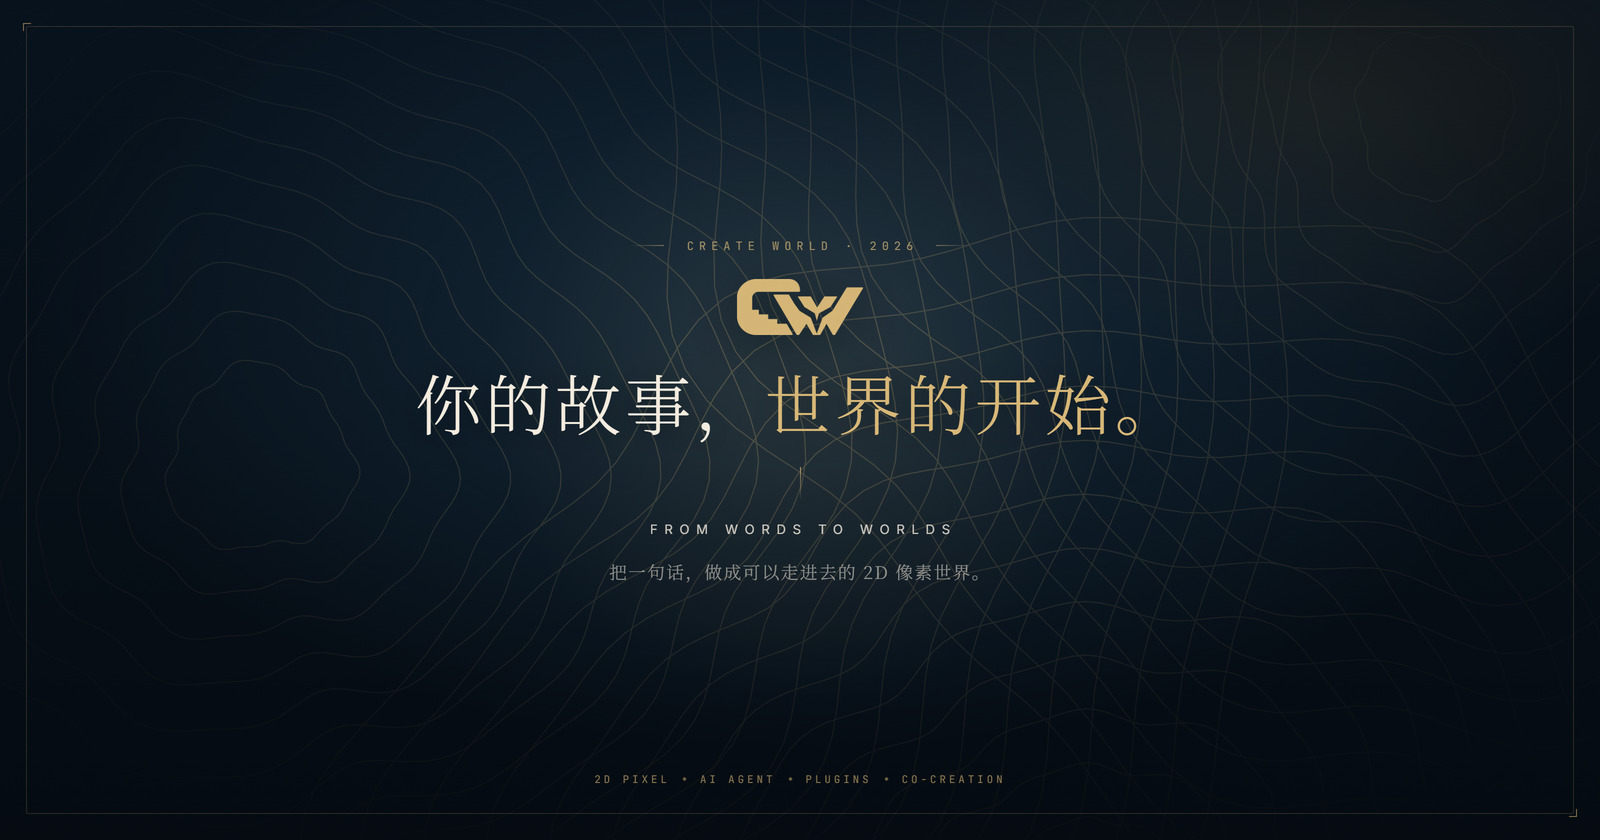 CREATE WORLD · 2026
CW
你的故事，世界的开始。
FROM WORDS TO WORLDS
把一句话，做成可以走进去的 2D 像素世界。
2D PIXEL • AI AGENT • PLUGINS • CO-CREATION